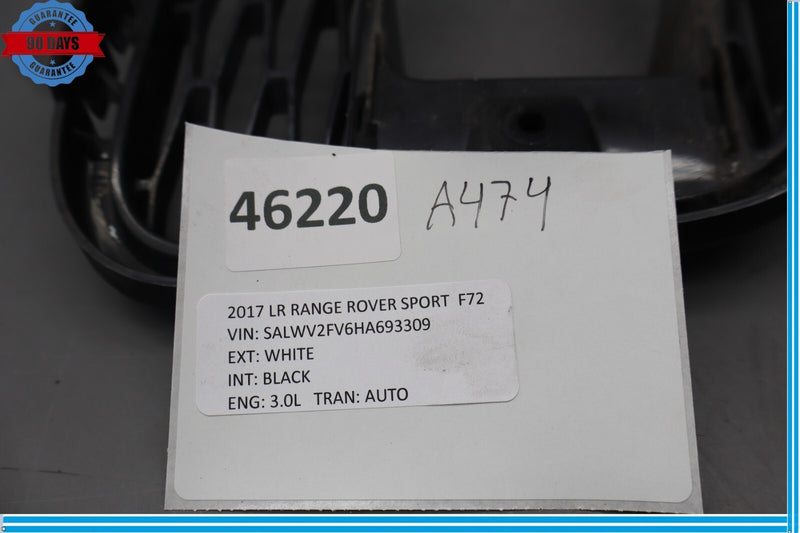 GUARANTEE
90 DAYS
GUARANTEE
46220 A474
2017 LR RANGE ROVER SPORT F72
VIN: SALWV2FV6HA693309
EXT: WHITE
INT: BLACK
ENG: 3.0L TRAN: AUTO